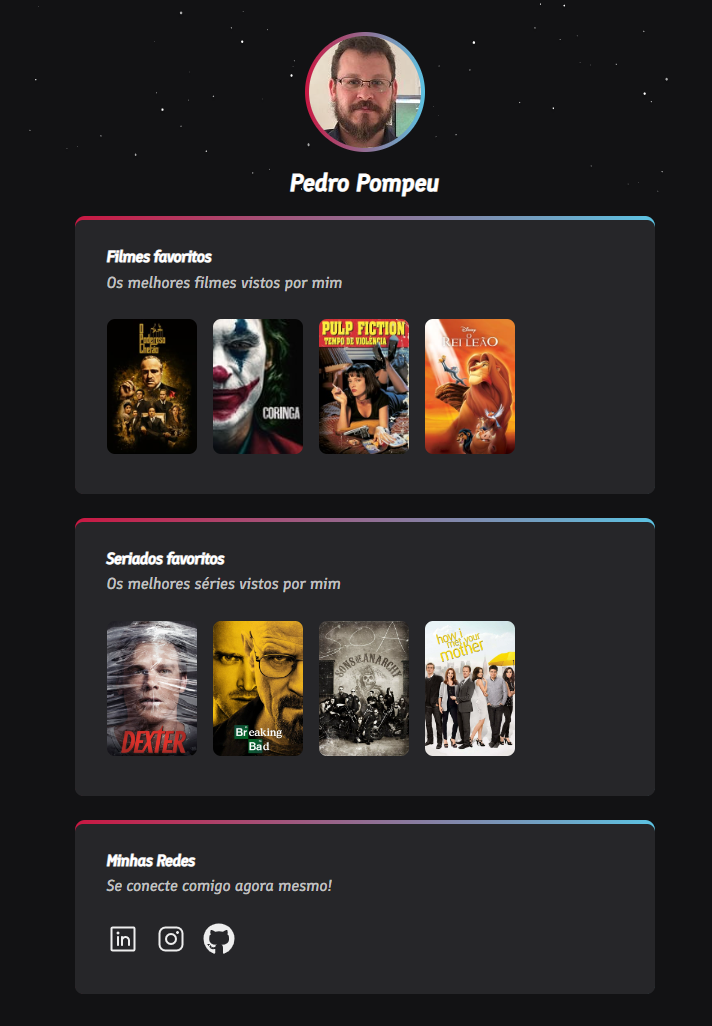 Pedro Pompeu
Filmes favoritos
Os melhores filmes vistos por mim
O
Poderoso
Chefão
CORINGA
PULP FICTION
TEMPO DE VIOLÊNCIA
Disney
O
REI LEÃO
Seriados favoritos
Os melhores séries vistos por mim
DEXTER
Breaking
Bad
SOA
SONS OF ANARCHY
how i
met your
mother
Minhas Redes
Se conecte comigo agora mesmo!
in